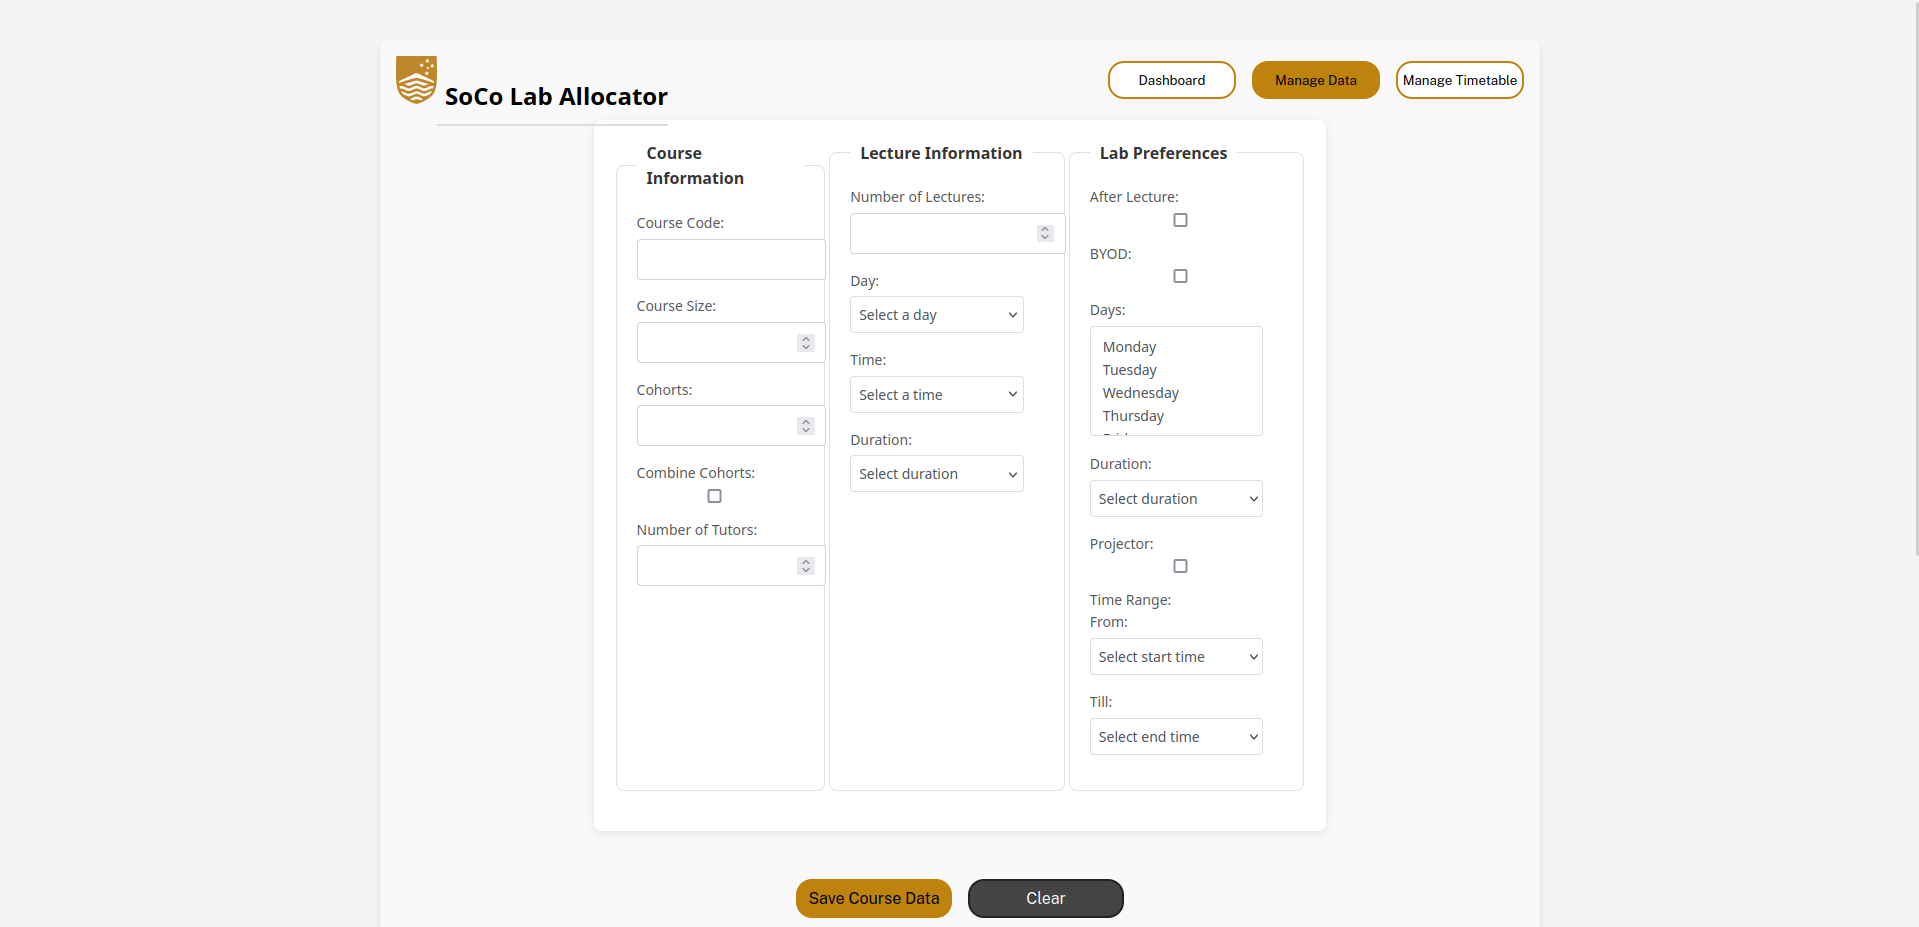 SoCo Lab Allocator
Dashboard
Manage Data
Manage Timetable
Course
Information
Course Code:
Course Size:
Cohorts:
Combine Cohorts:
Number of Tutors:
Lecture Information
Number of Lectures:
Day:
Select a day
Time:
Select a time
Duration:
Select duration
Lab Preferences
After Lecture:
BYOD:
Days:
Monday
Tuesday
Wednesday
Thursday
Duration:
Select duration
Projector:
Time Range:
From:
Select start time
Till:
Select end time
Save Course Data
Clear